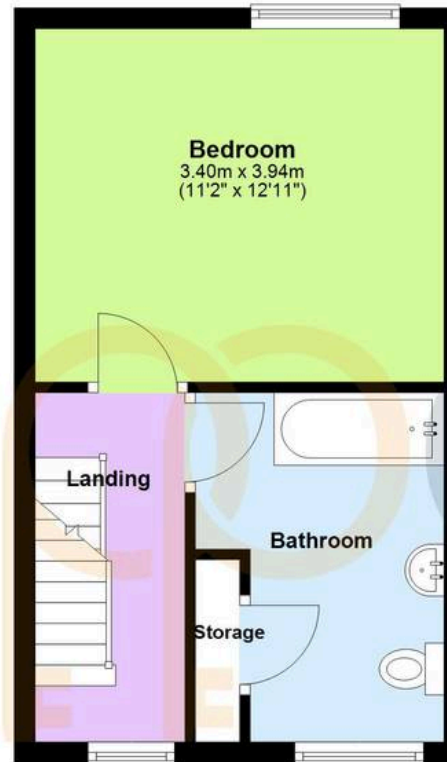 Bedroom
3.40m x 3.94m
(11'2" x 12'11")
Landing
Bathroom
Storage